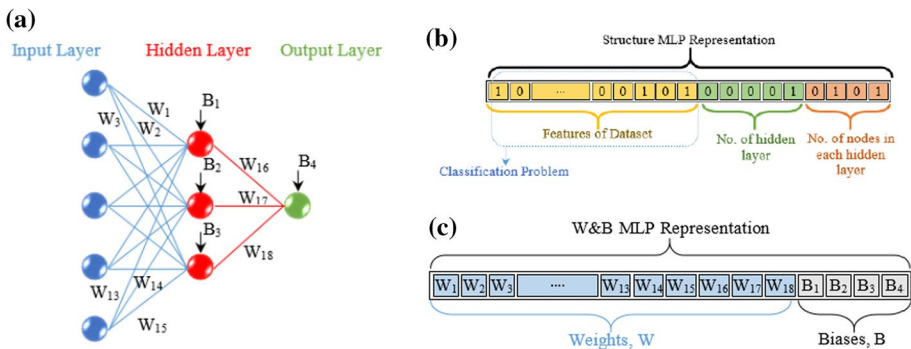 (a)
Input Layer Hidden Layer Output Layer
W1
W3
W2
B1
B2
B3
B4
W16
W17
W18
W13
W14
W15
(b)
Structure MLP Representation
1 0 ... 0 0 1 0 1 0 0 0 0 1 0 1 0 1
Features of Dataset
No. of hidden
layer
No. of nodes in
each hidden
layer
Classification Problem
(c)
W&B MLP Representation
W1 W2 W3 .... W13 W14 W15 W16 W17 W18 B1 B2 B3 B4
Weights, W
Biases, B